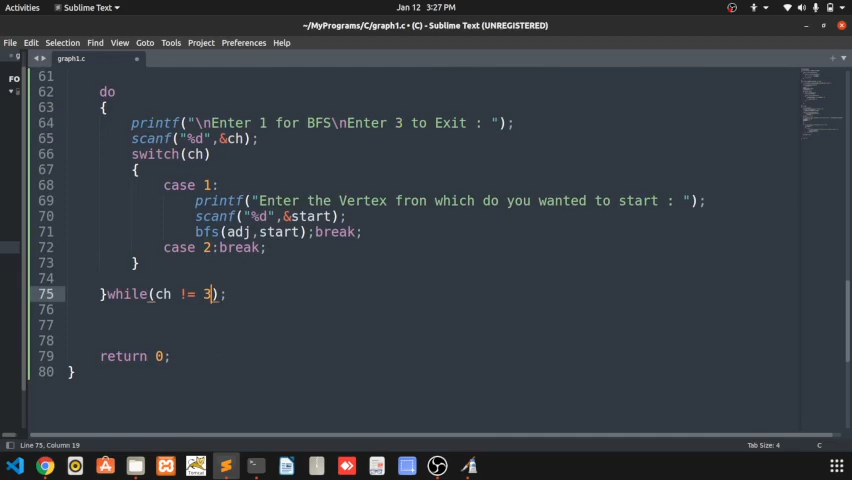 Activities Sublime Text Jan 12 3:27 PM
~/MyPrograms/C/graph1.c • (C) - Sublime Text (UNREGISTERED)
File Edit Selection Find View Goto Tools Project Preferences Help
g graph1.c
FO
61
62 do
63 {
64 printf("\nEnter 1 for BFS\nEnter 3 to Exit : ");
65 scanf("%d",&ch);
66 switch(ch)
67 {
68 case 1:
69 printf("Enter the Vertex fron which do you wanted to start : ");
70 scanf("%d",&start);
71 bfs(adj,start);break;
72 case 2:break;
73 }
74
75 }while(ch != 3);
76
77
78
79 return 0;
80 }
Line 75, Column 19 Tab Size: 4 C